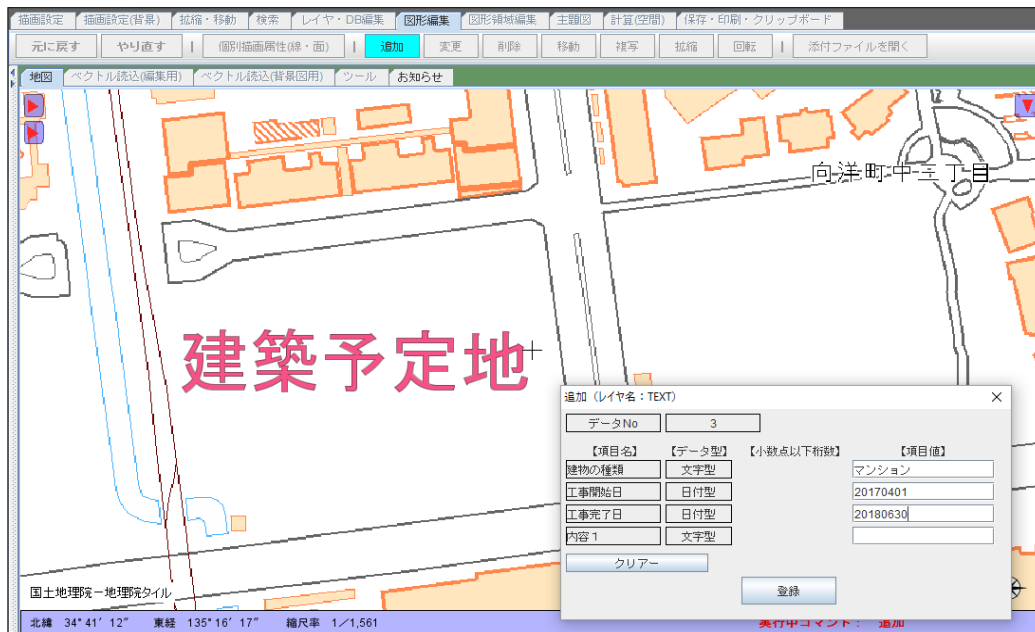 描画設定 描画設定(背景) 拡縮・移動 検索 レイヤ・DB編集 図形編集 図形領域編集 主題図 計算(空間) 保存・印刷・クリップボード
元に戻す やり直す | 個別描画属性(線・面) | 追加 変更 削除 移動 複写 拡縮 回転 | 添付ファイルを開く
地図 ベクトル読込(編集用) ベクトル読込(背景図用) ツール お知らせ
向洋町中三丁目
建築予定地
追加（レイヤ名：TEXT）
データNo 3
【項目名】 【データ型】 【小数点以下桁数】 【項目値】
建物の種類 文字型 マンション
工事開始日 日付型 20170401
工事完了日 日付型 20180630
内容１ 文字型
クリアー
登録
国土地理院－地理院タイル
北緯 34°41′12″ 東経 135°16′17″ 縮尺率 1／1,561 実行中コマンド： 追加